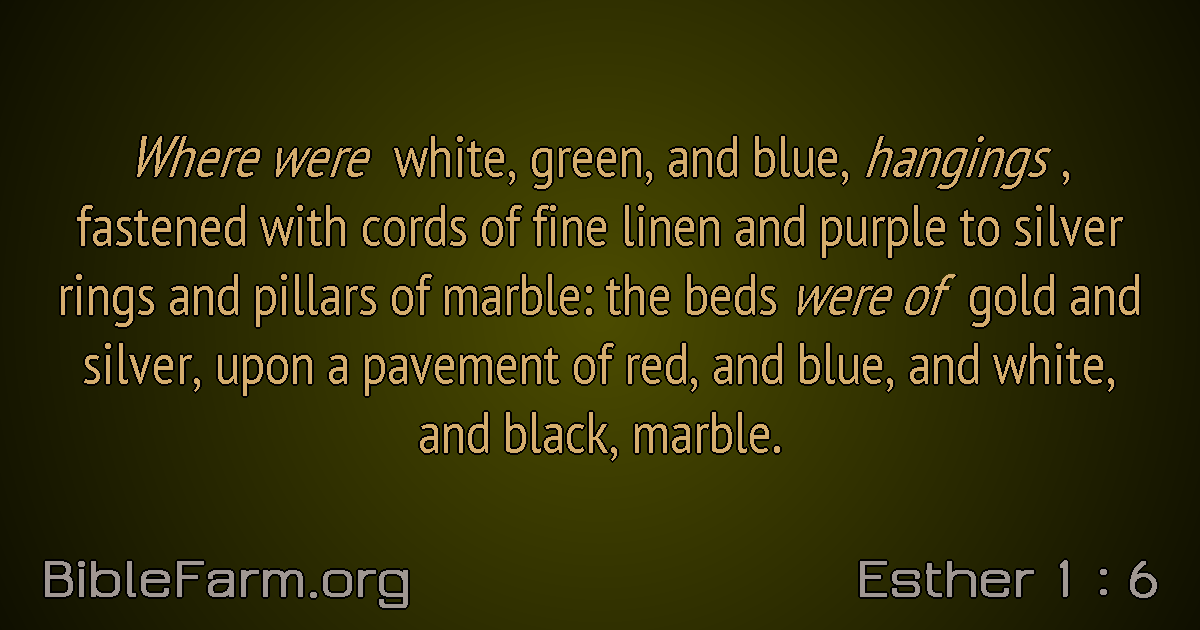 Where were white, green, and blue, hangings ,
fastened with cords of fine linen and purple to silver
rings and pillars of marble: the beds were of gold and
silver, upon a pavement of red, and blue, and white,
and black, marble.
BibleFarm.org
Esther 1 : 6